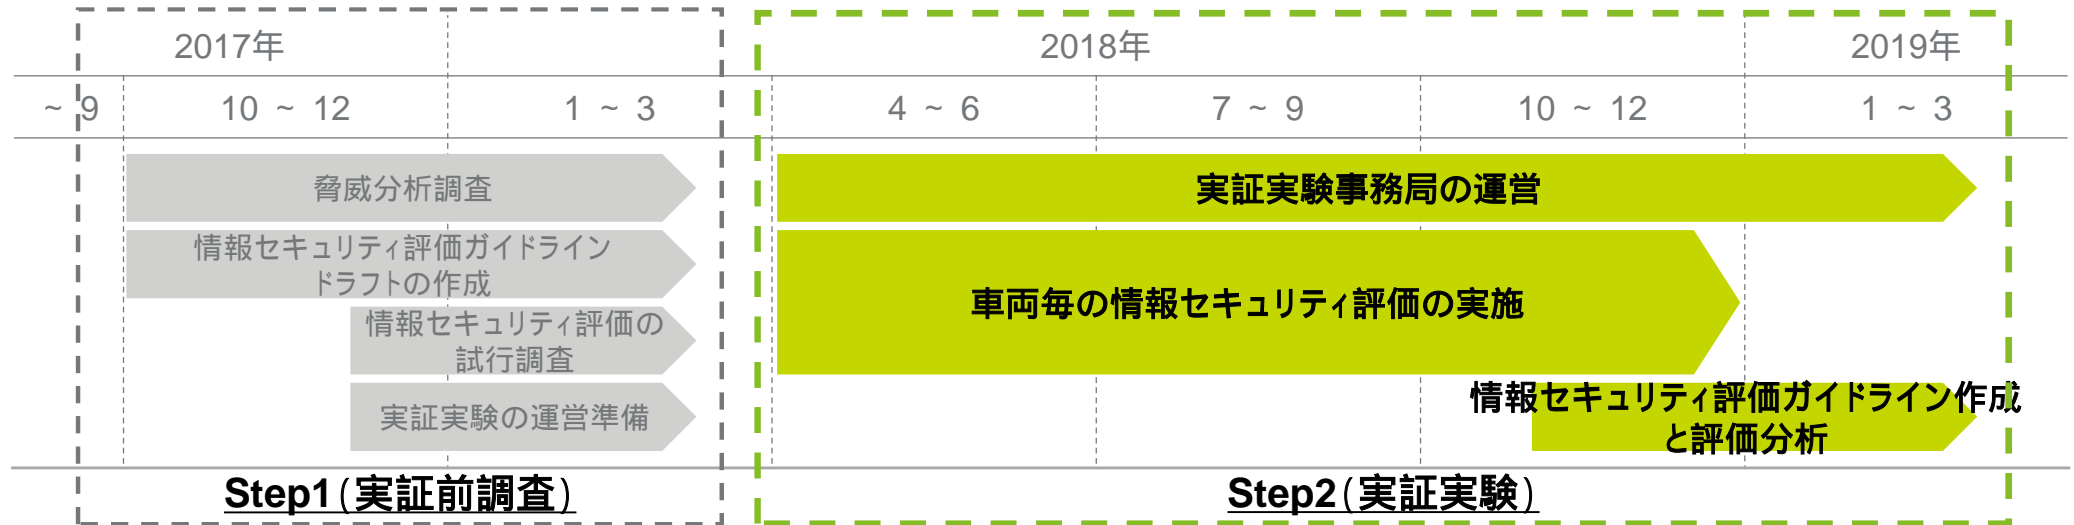 2017年 2018年 2019年
～ 9 10 ～ 12 1 ～ 3 4 ～ 6 7 ～ 9 10 ～ 12 1 ～ 3
脅威分析調査
情報セキュリティ評価ガイドライン
ドラフトの作成
情報セキュリティ評価の
試行調査
実証実験の運営準備
Step1(実証前調査)
実証実験事務局の運営
車両毎の情報セキュリティ評価の実施
情報セキュリティ評価ガイドライン作成
と評価分析
Step2(実証実験)